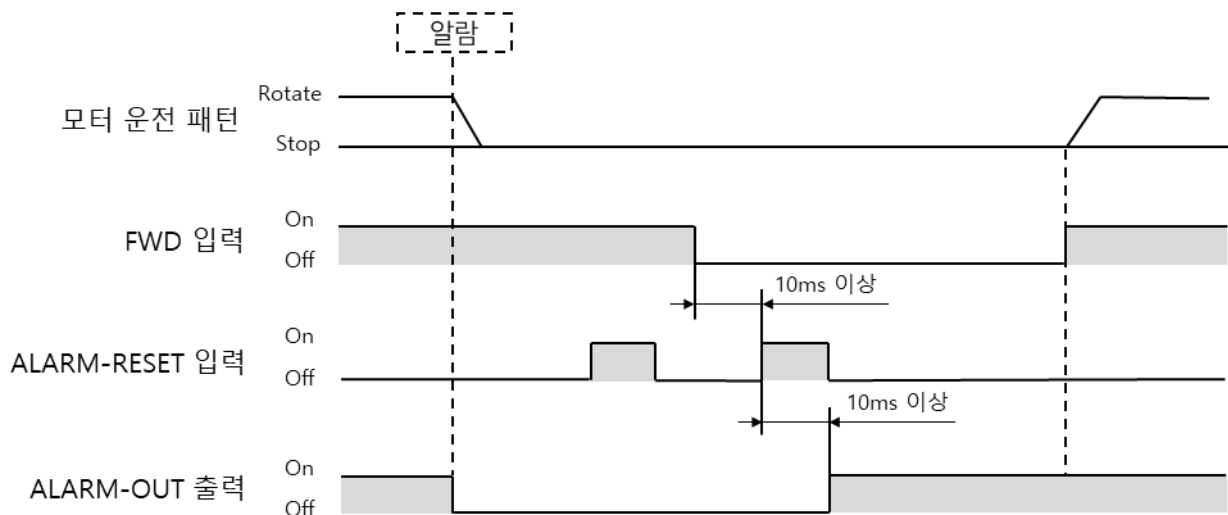 알람
Rotate
모터 운전 패턴
Stop
On
FWD 입력
Off
10ms 이상
On
ALARM-RESET 입력
Off
10ms 이상
On
ALARM-OUT 출력
Off